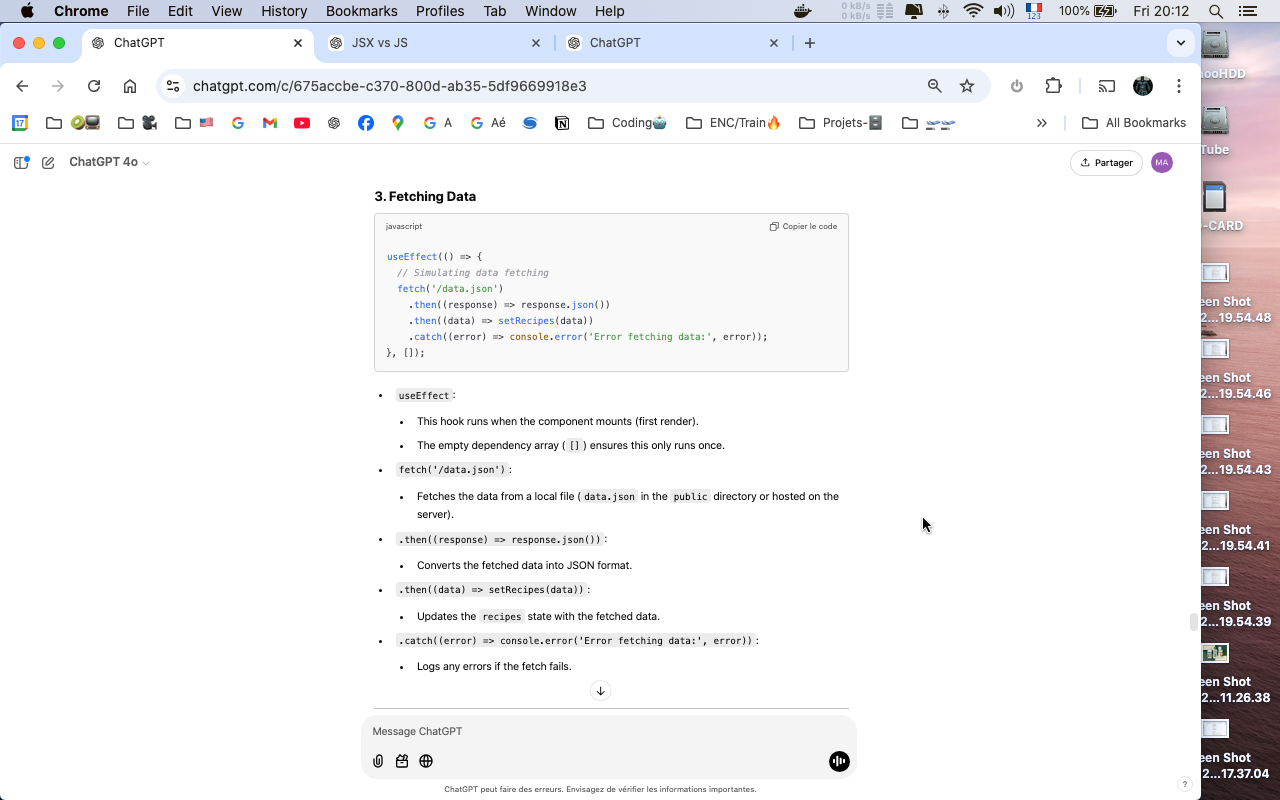 Chrome File Edit View History Bookmarks Profiles Tab Window Help 0 kB/s 0 kB/s 123 100% Fri 20:12
ChatGPT JSX vs JS ChatGPT
chatgpt.com/c/675accbe-c370-800d-ab35-5df9669918e3
17 A Aé Coding ENC/Train Projets- All Bookmarks
ChatGPT 4o Partager MA
3. Fetching Data
javascript Copier le code
useEffect(() => {
// Simulating data fetching
fetch('/data.json')
.then((response) => response.json())
.then((data) => setRecipes(data))
.catch((error) => console.error('Error fetching data:', error));
}, []);
• useEffect:
• This hook runs when the component mounts (first render).
• The empty dependency array ( [] ) ensures this only runs once.
• fetch('/data.json'):
• Fetches the data from a local file ( data.json in the public directory or hosted on the
server).
• .then((response) => response.json()):
• Converts the fetched data into JSON format.
• .then((data) => setRecipes(data)):
• Updates the recipes state with the fetched data.
• .catch((error) => console.error('Error fetching data:', error)):
• Logs any errors if the fetch fails.
Message ChatGPT
ChatGPT peut faire des erreurs. Envisagez de vérifier les informations importantes.
?
ooHDD
Tube
-CARD
een Shot
2...19.54.48
een Shot
2...19.54.46
een Shot
2...19.54.43
een Shot
2...19.54.41
een Shot
2...19.54.39
een Shot
2...11.26.38
een Shot
2...17.37.04